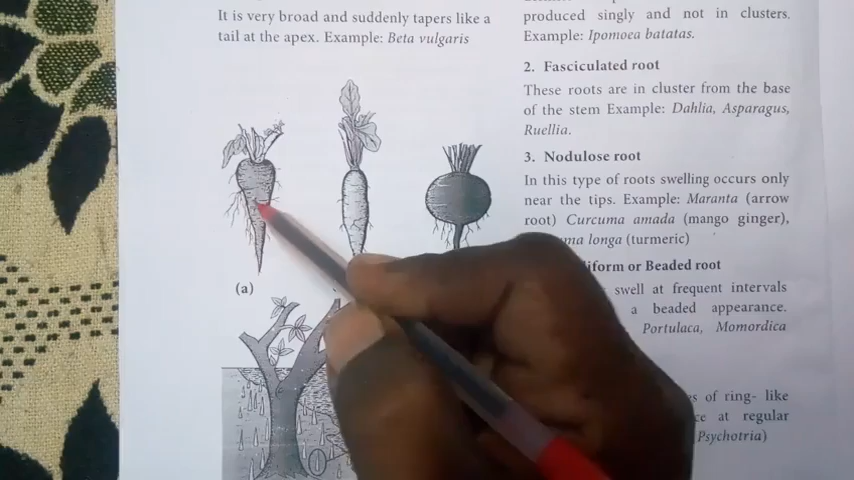 It is very broad and suddenly tapers like a
tail at the apex. Example: Beta vulgaris
(a)
produced singly and not in clusters.
Example: Ipomoea batatas.
2. Fasciculated root
These roots are in cluster from the base
of the stem Example: Dahlia, Asparagus,
Ruellia.
3. Nodulose root
In this type of roots swelling occurs only
near the tips. Example: Maranta (arrow
root) Curcuma amada (mango ginger),
longa (turmeric)
or Beaded root
swell at frequent intervals
a beaded appearance.
Portulaca, Momordica
of ring- like
at regular
Psychotria)